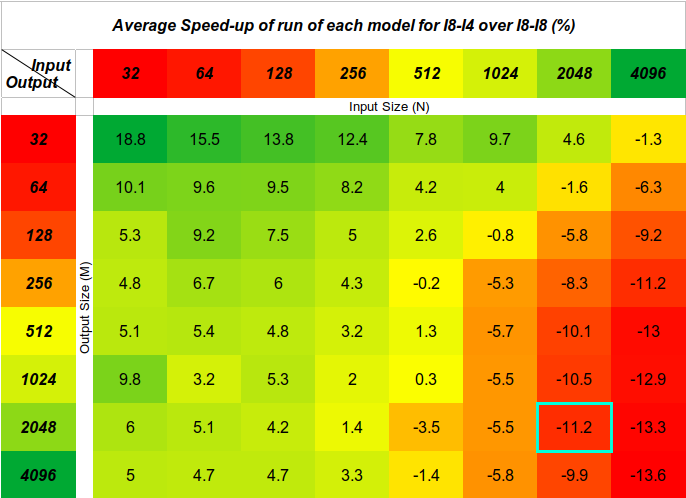 Average Speed-up of run of each model for I8-I4 over I8-I8 (%)
Input
Output
32 64 128 256 512 1024 2048 4096
Input Size (N)
Output Size (M)
32 18.8 15.5 13.8 12.4 7.8 9.7 4.6 -1.3
64 10.1 9.6 9.5 8.2 4.2 4 -1.6 -6.3
128 5.3 9.2 7.5 5 2.6 -0.8 -5.8 -9.2
256 4.8 6.7 6 4.3 -0.2 -5.3 -8.3 -11.2
512 5.1 5.4 4.8 3.2 1.3 -5.7 -10.1 -13
1024 9.8 3.2 5.3 2 0.3 -5.5 -10.5 -12.9
2048 6 5.1 4.2 1.4 -3.5 -5.5 -11.2 -13.3
4096 5 4.7 4.7 3.3 -1.4 -5.8 -9.9 -13.6